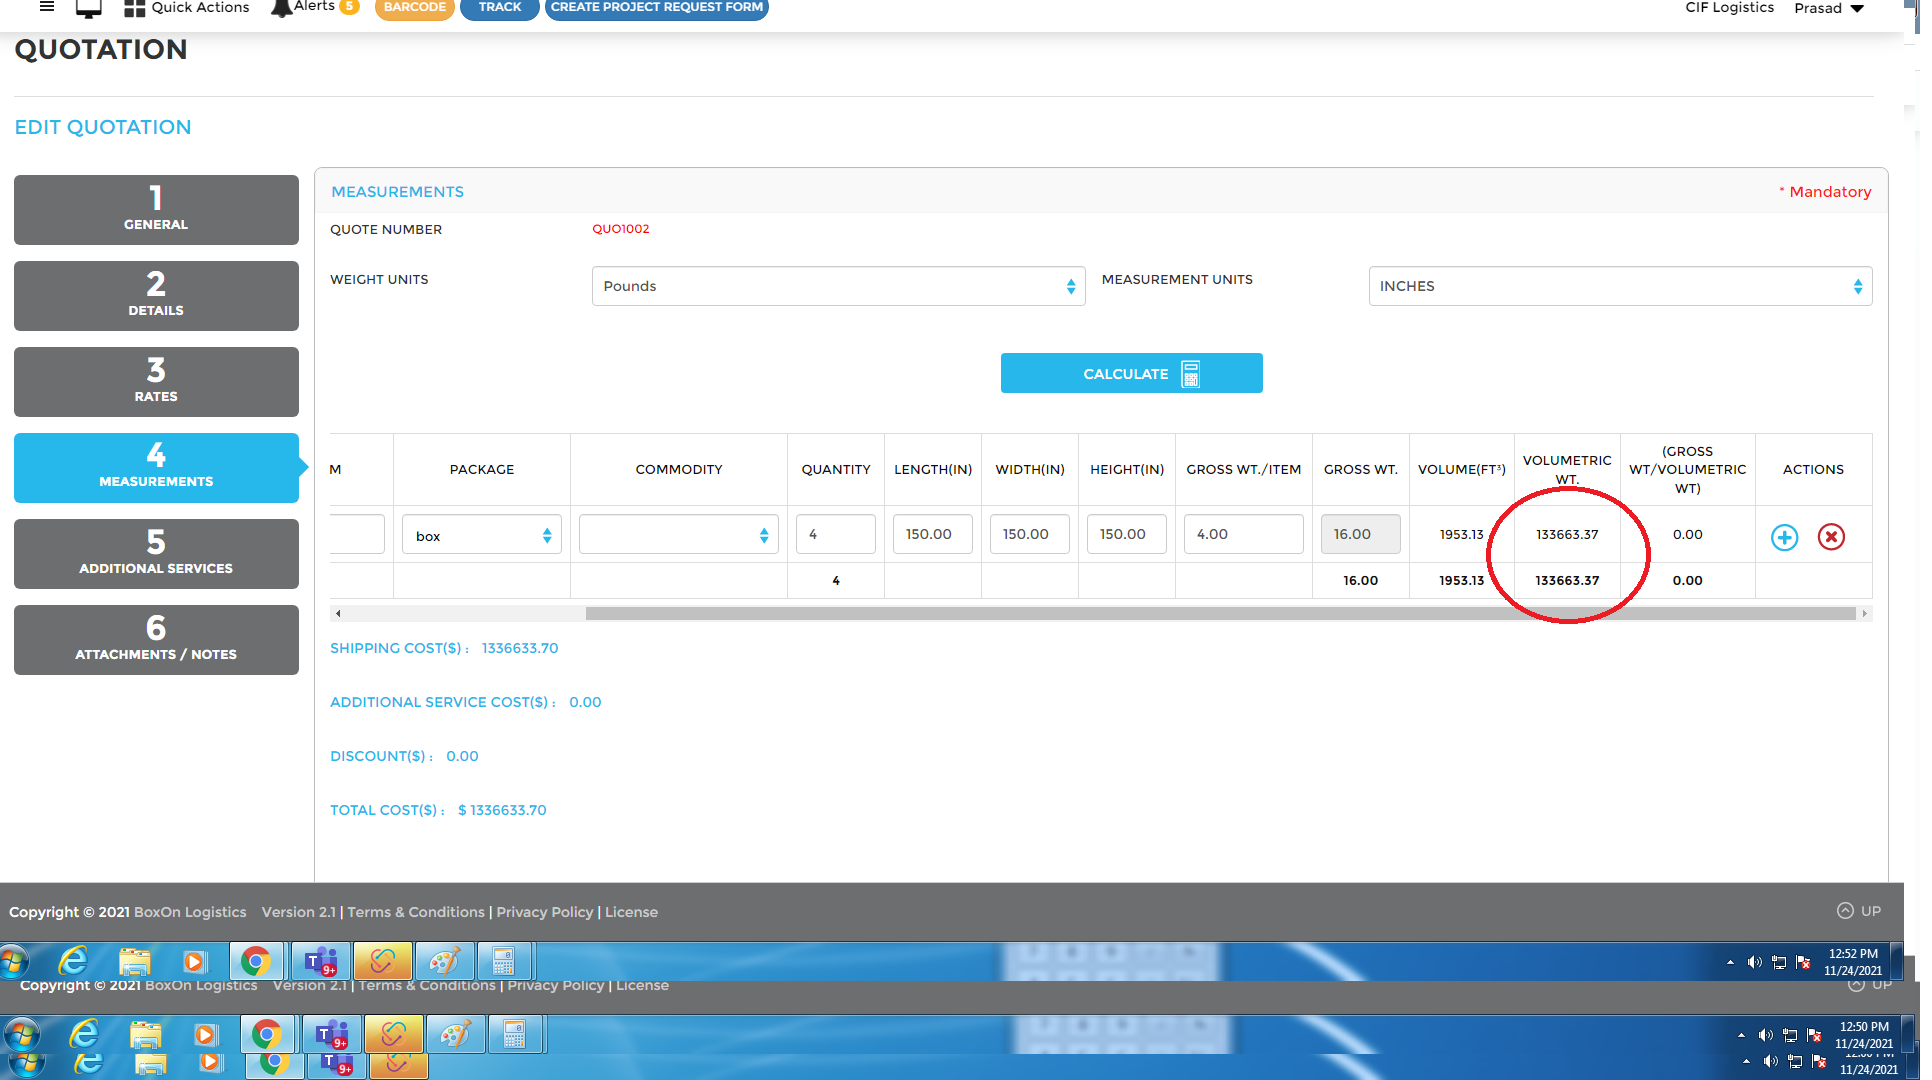 Quick Actions Alerts 5 BARCODE TRACK CREATE PROJECT REQUEST FORM CIF Logistics Prasad
QUOTATION
EDIT QUOTATION
1
GENERAL
2
DETAILS
3
RATES
4
MEASUREMENTS
5
ADDITIONAL SERVICES
6
ATTACHMENTS / NOTES
MEASUREMENTS * Mandatory
QUOTE NUMBER QUO1002
WEIGHT UNITS Pounds MEASUREMENT UNITS INCHES
CALCULATE
M PACKAGE COMMODITY QUANTITY LENGTH(IN) WIDTH(IN) HEIGHT(IN) GROSS WT./ITEM GROSS WT. VOLUME(FT³) VOLUMETRIC WT. (GROSS WT/VOLUMETRIC WT) ACTIONS
box 4 150.00 150.00 150.00 4.00 16.00 1953.13 133663.37 0.00
4 16.00 1953.13 133663.37 0.00
SHIPPING COST($) : 1336633.70
ADDITIONAL SERVICE COST($) : 0.00
DISCOUNT($) : 0.00
TOTAL COST($) : $ 1336633.70
Copyright © 2021 BoxOn Logistics Version 2.1 | Terms & Conditions | Privacy Policy | License UP
T 9+ 12:52 PM
11/24/2021
Copyright © 2021 BoxOn Logistics Version 2.1 | Terms & Conditions | Privacy Policy | License UP
T 9+ 12:50 PM
11/24/2021
T 9+
11/24/2021